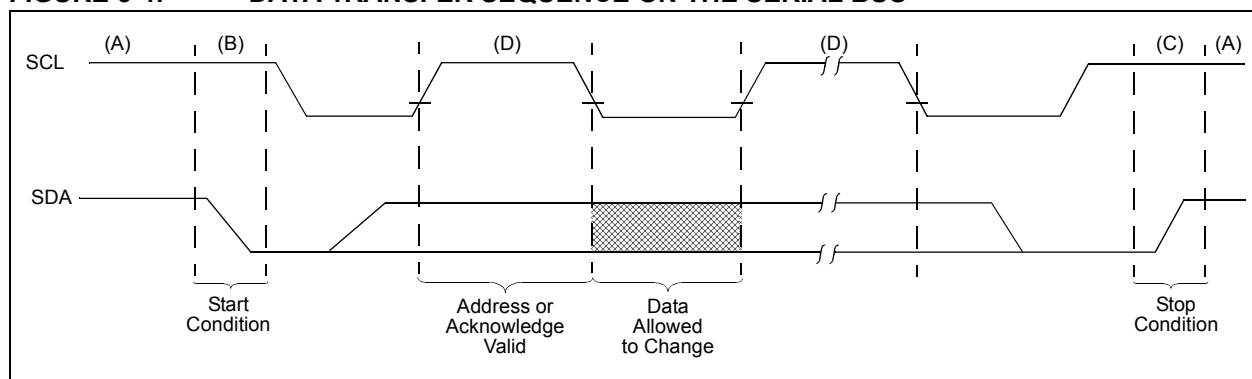 DATA TRANSFER SEQUENCE ON THE SERIAL BUS
(A) (B) (D) (D) (C) (A)
SCL
SDA
Start
Condition
Address or
Acknowledge
Valid
Data
Allowed
to Change
Stop
Condition